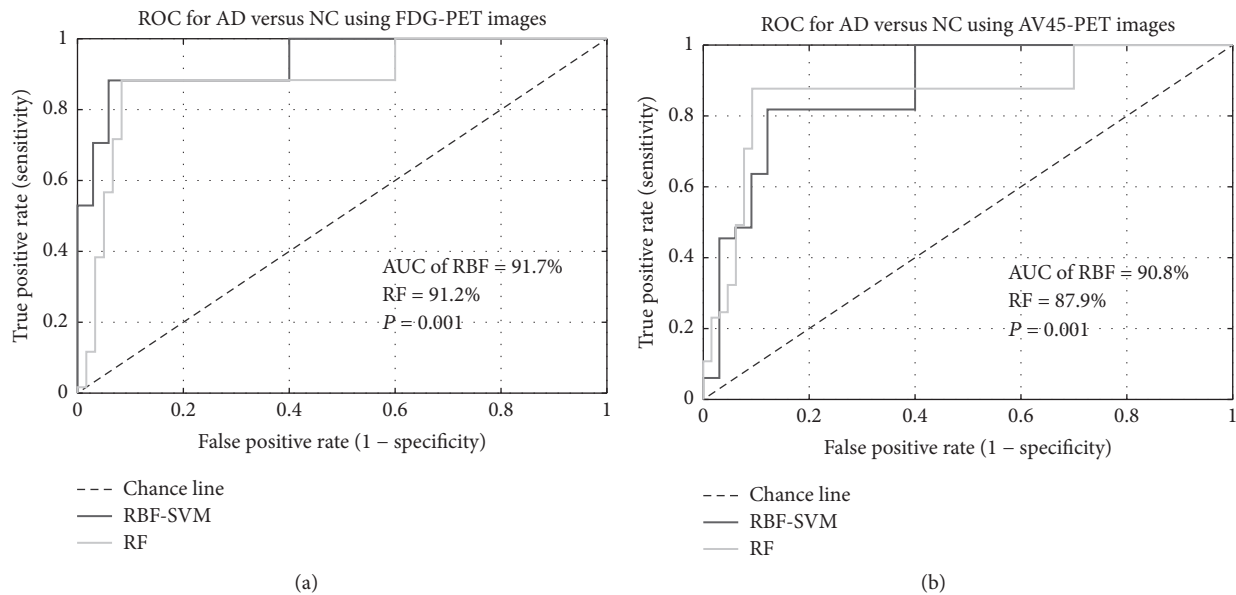 ROC for AD versus NC using FDG-PET images
1
0.8
0.6
0.4
0.2
0
True positive rate (sensitivity)
AUC of RBF = 91.7%
RF = 91.2%
P = 0.001
0 0.2 0.4 0.6 0.8 1
False positive rate (1 − specificity)
Chance line
RBF-SVM
RF
(a)
ROC for AD versus NC using AV45-PET images
1
0.8
0.6
0.4
0.2
0
True positive rate (sensitivity)
AUC of RBF = 90.8%
RF = 87.9%
P = 0.001
0 0.2 0.4 0.6 0.8 1
False positive rate (1 − specificity)
Chance line
RBF-SVM
RF
(b)